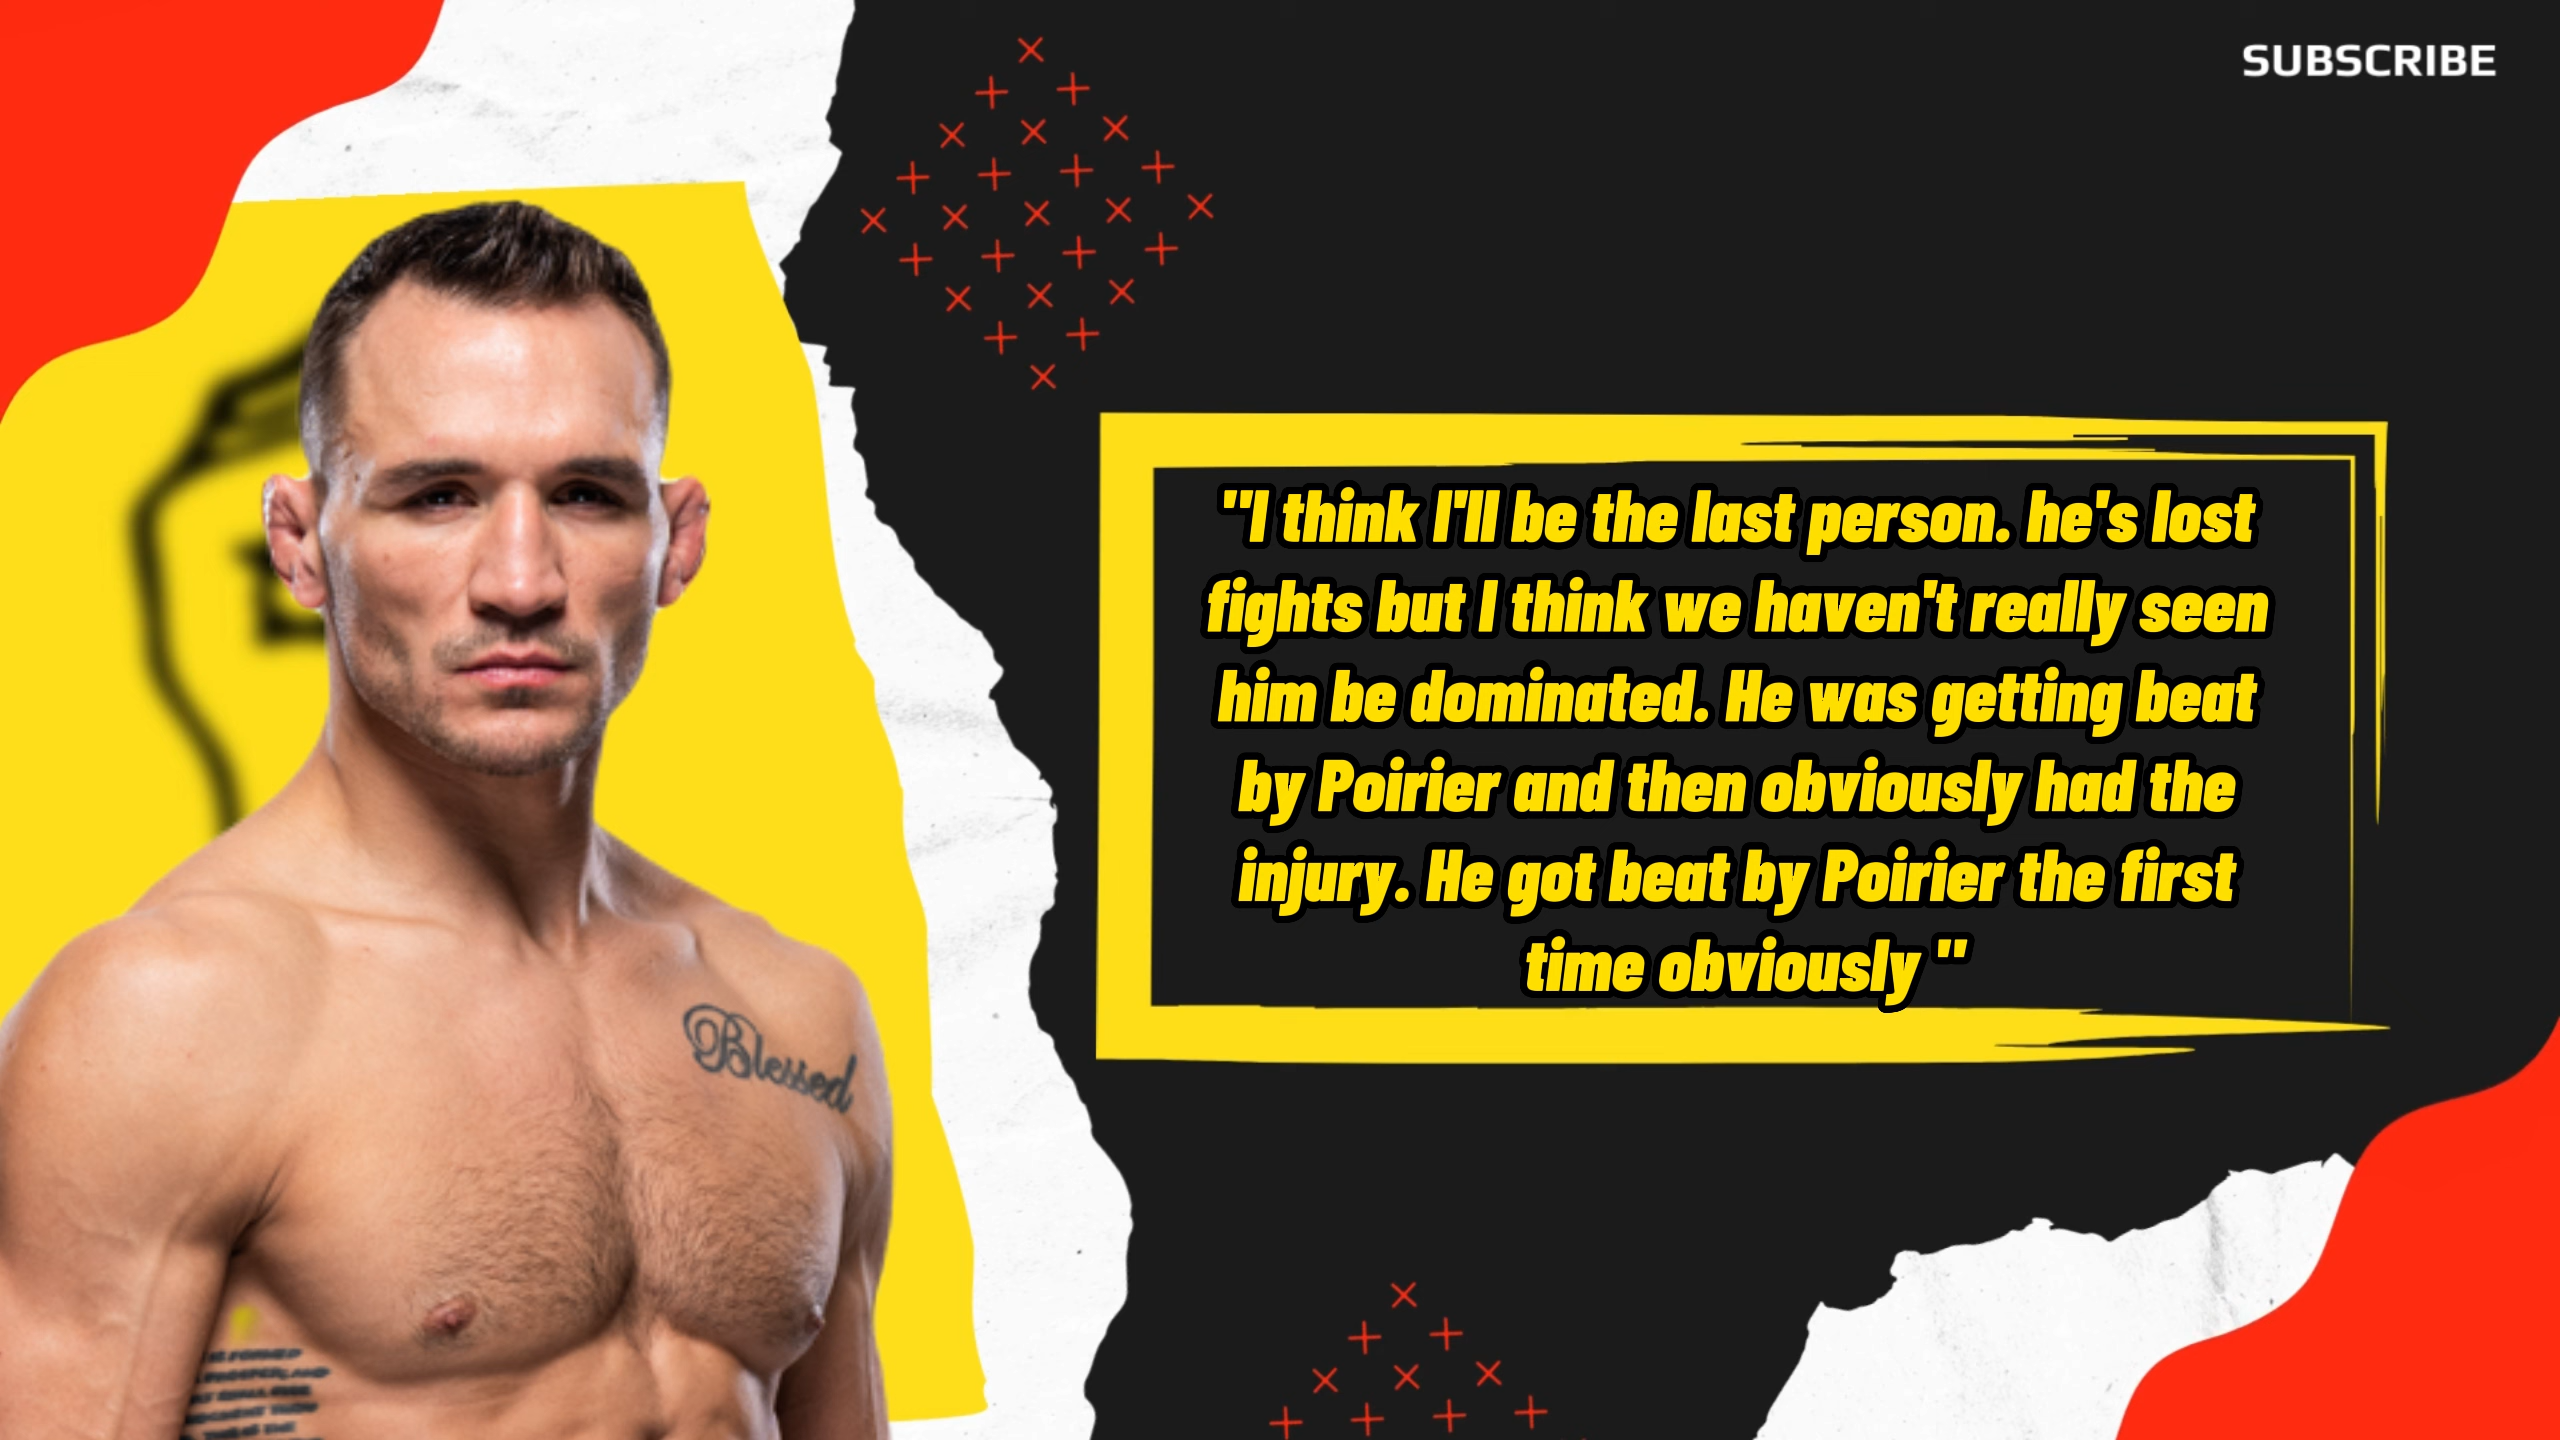 SUBSCRIBE
"I think I'll be the last person. he's lost
fights but I think we haven't really seen
him be dominated. He was getting beat
by Poirier and then obviously had the
injury. He got beat by Poirier the first
time obviously "
Blessed